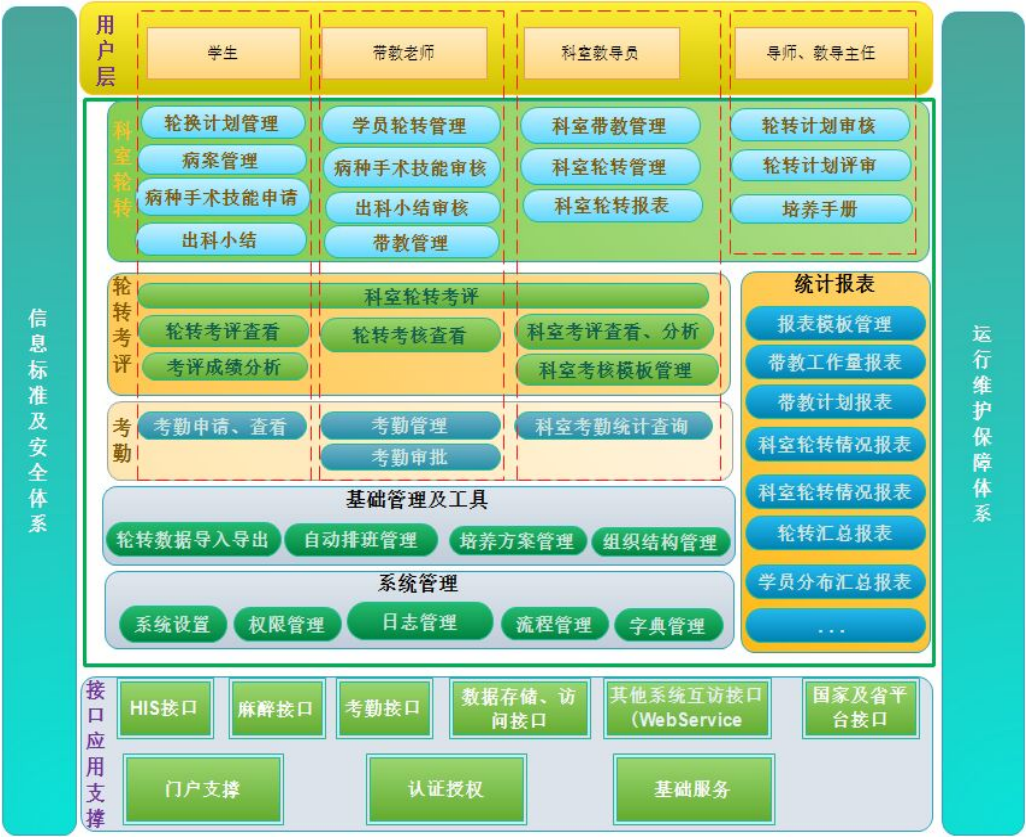 信息标准及安全体系
用户层
学生
带教老师
科室教导员
导师、教导主任
科室轮转
轮换计划管理
病案管理
病种手术技能申请
出科小结
学员轮转管理
病种手术技能审核
出科小结审核
带教管理
科室带教管理
科室轮转管理
科室轮转报表
轮转计划审核
轮转计划评审
培养手册
轮转考评
科室轮转考评
轮转考评查看
考评成绩分析
轮转考核查看
科室考评查看、分析
科室考核模板管理
考勤
考勤申请、查看
考勤管理
考勤审批
科室考勤统计查询
统计报表
报表模板管理
带教工作量报表
带教计划报表
科室轮转情况报表
科室轮转情况报表
轮转汇总报表
学员分布汇总报表
...
基础管理及工具
轮转数据导入导出
自动排班管理
培养方案管理
组织结构管理
系统管理
系统设置
权限管理
日志管理
流程管理
字典管理
接口应用支撑
HIS接口
麻醉接口
考勤接口
数据存储、访
问接口
其他系统互访接口
(WebService
国家及省平
台接口
门户支撑
认证授权
基础服务
运行维护保障体系